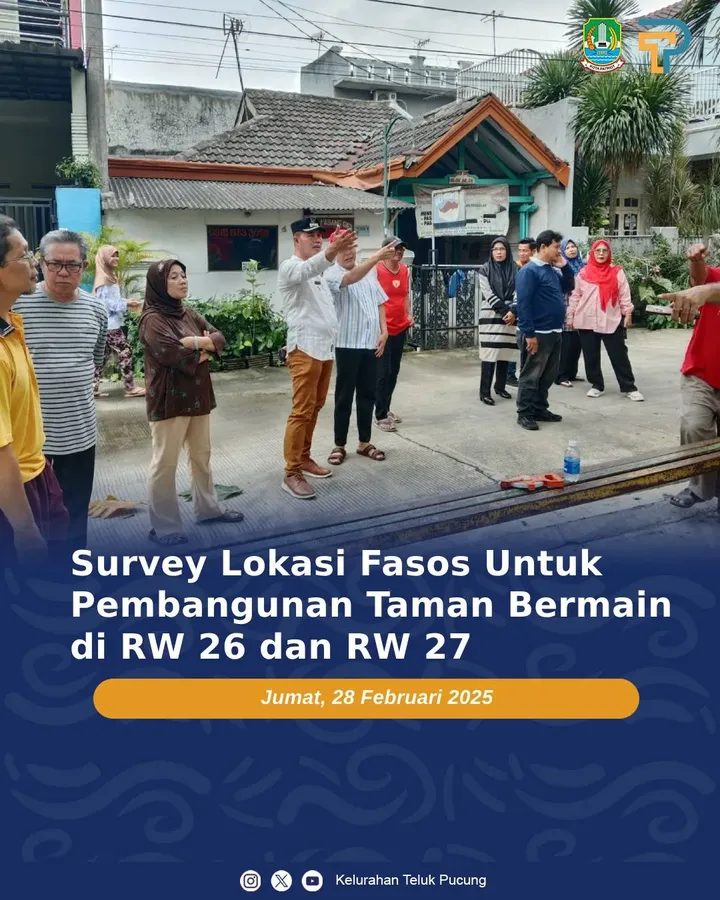 Survey Lokasi Fasos Untuk
Pembangunan Taman Bermain
di RW 26 dan RW 27
Jumat, 28 Februari 2025
Kelurahan Teluk Pucung